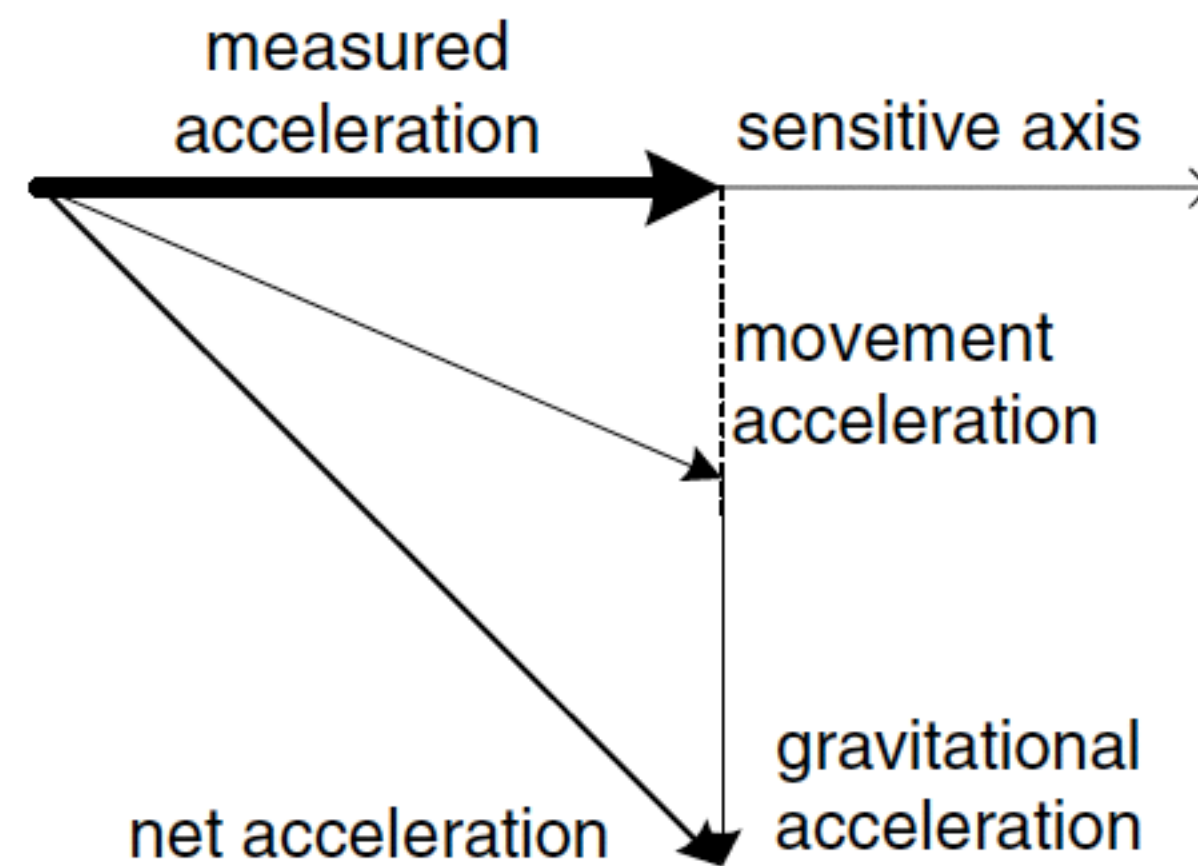 measured
acceleration
sensitive axis
movement
acceleration
gravitational
acceleration
net acceleration